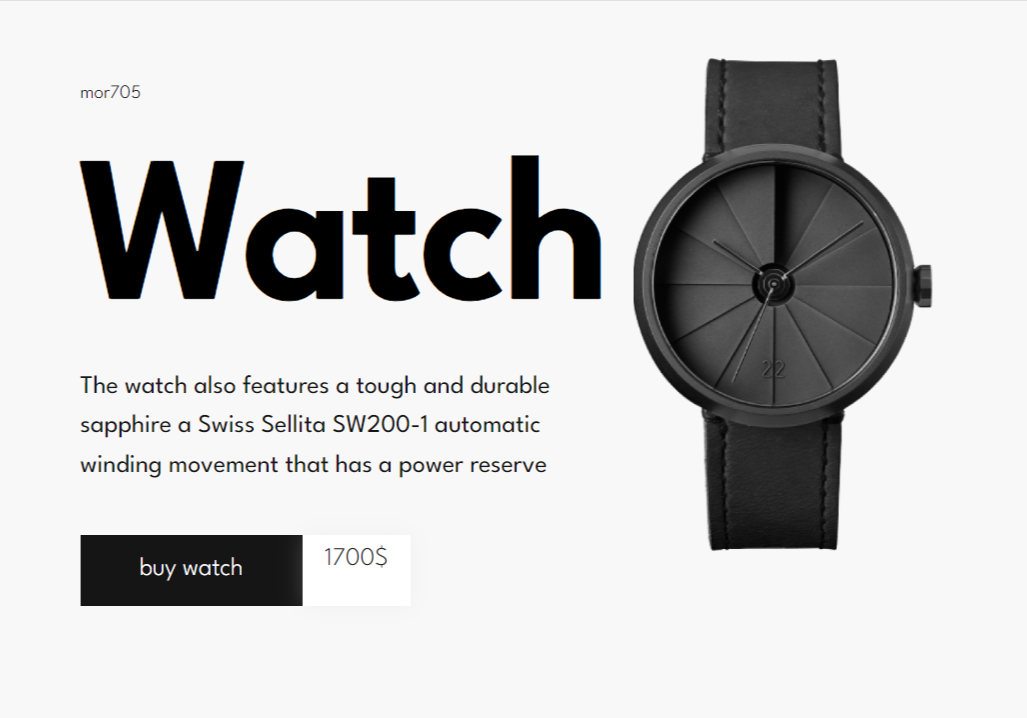 mor705
Watch
The watch also features a tough and durable
sapphire a Swiss Sellita SW200-1 automatic
winding movement that has a power reserve
buy watch
1700$
22